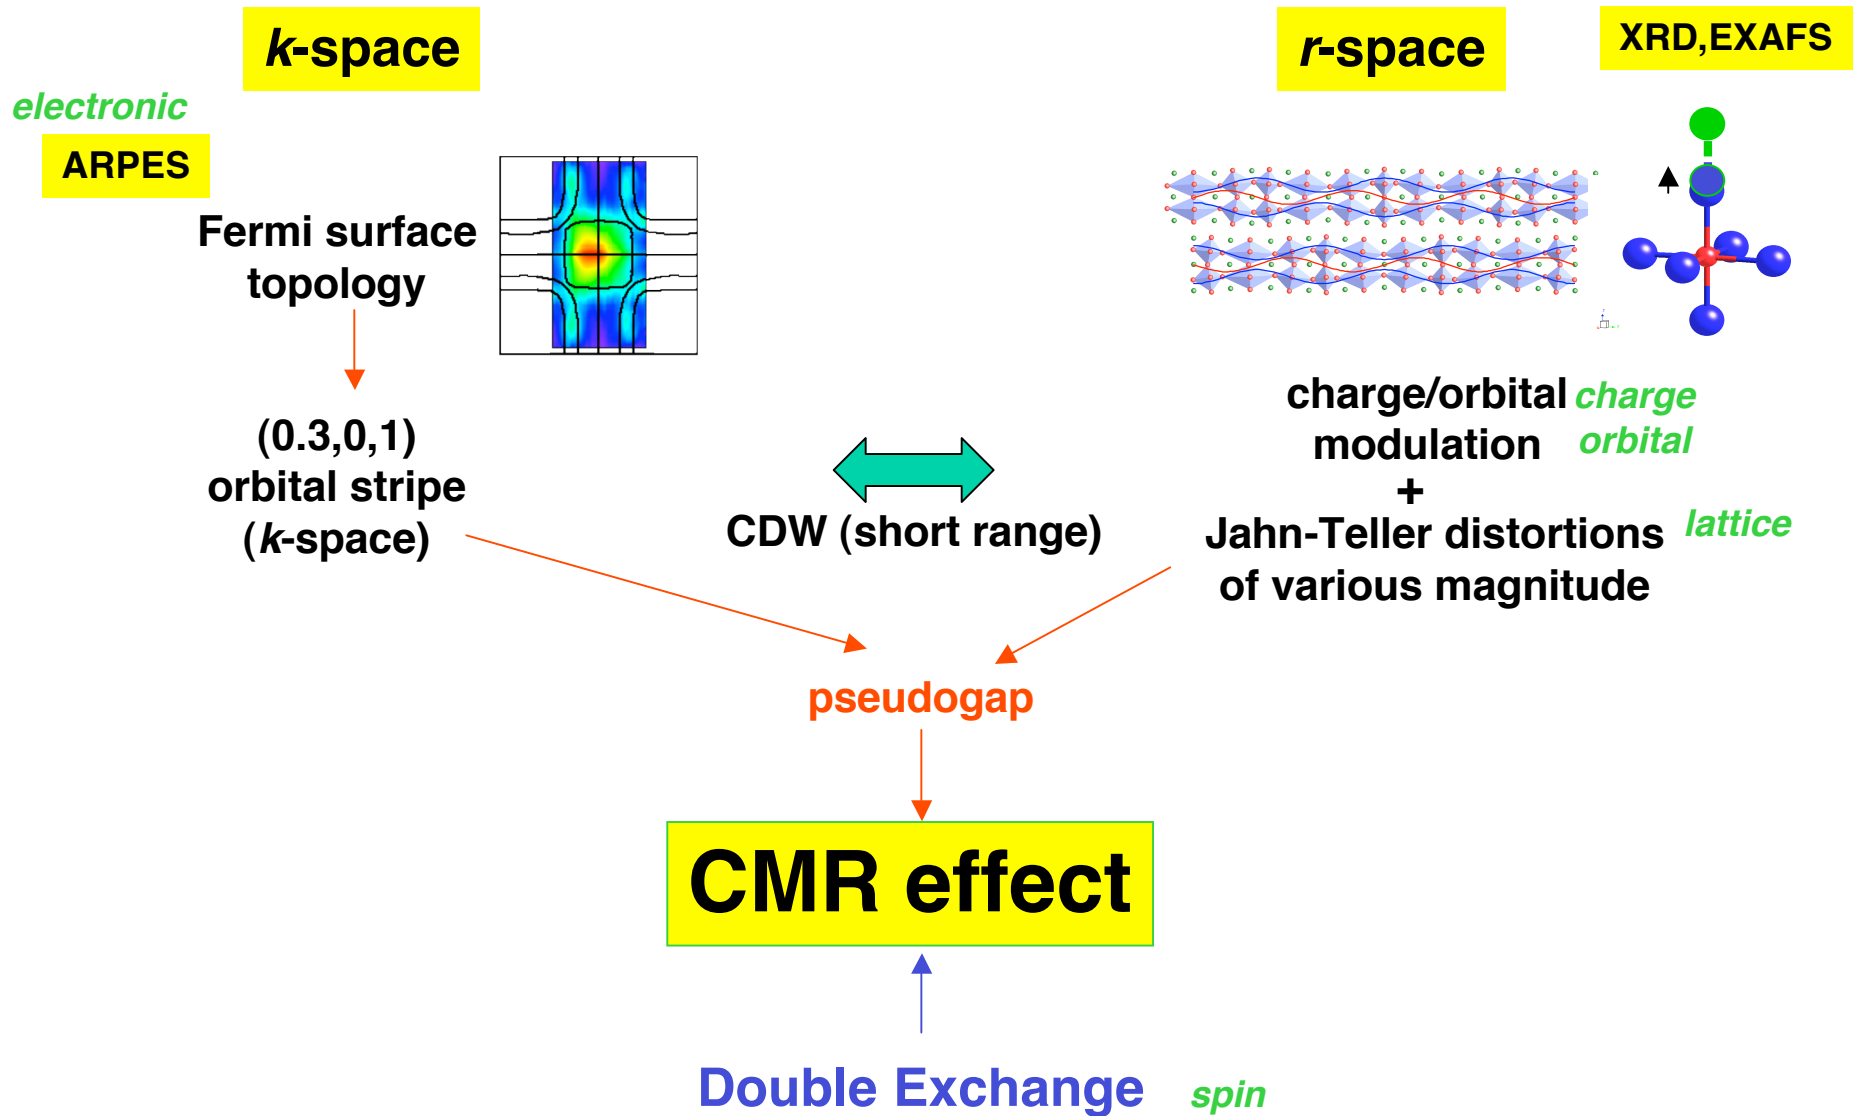 k-space
r-space
XRD,EXAFS
electronic
ARPES
Fermi surface
topology
(0.3,0,1)
orbital stripe
(k-space)
CDW (short range)
charge/orbital
modulation
+
Jahn-Teller distortions
of various magnitude
charge
orbital
lattice
pseudogap
CMR effect
Double Exchange
spin